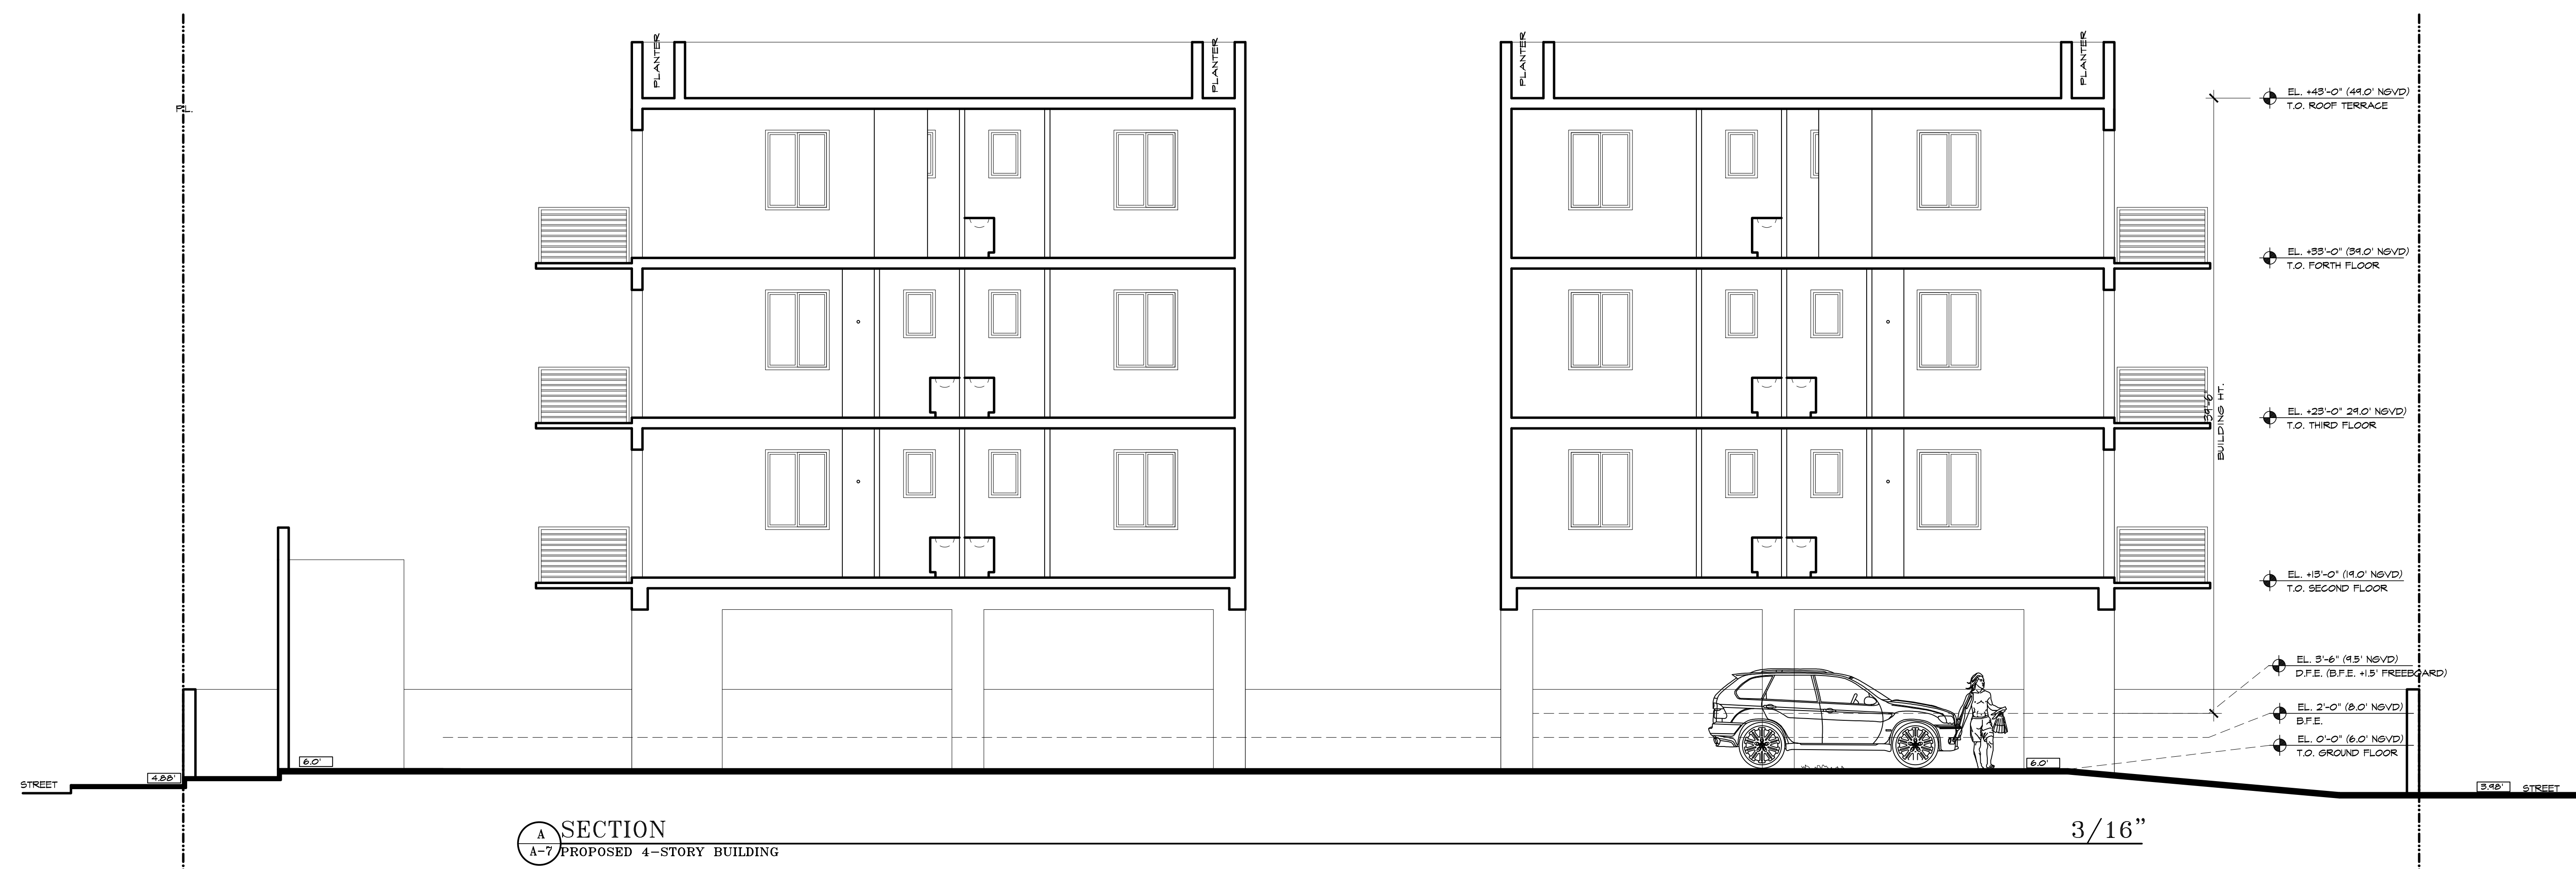 PLANTER
PLANTER
PLANTER
PLANTER
P.L.
EL. +43'-0" (49.0' NGVD)
T.O. ROOF TERRACE
EL. +33'-0" (39.0' NGVD)
T.O. FORTH FLOOR
39'-6"
BUILDING HT.
EL. +23'-0" 29.0' NGVD)
T.O. THIRD FLOOR
EL. +13'-0" (19.0' NGVD)
T.O. SECOND FLOOR
EL. 3'-6" (9.5' NGVD)
D.F.E. (B.F.E. +1.5' FREEBOARD)
EL. 2'-0" (8.0' NGVD)
B.F.E.
EL. 0'-0" (6.0' NGVD)
T.O. GROUND FLOOR
6.0'
6.0'
STREET
4.88'
3.98'
STREET
A
A-7
SECTION
3/16"
PROPOSED 4-STORY BUILDING